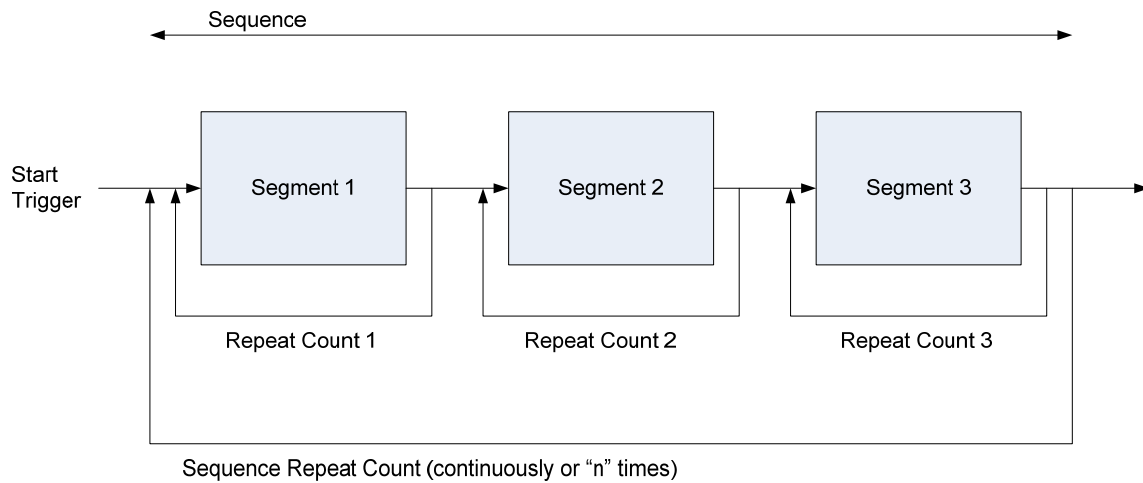 Sequence
Start
Trigger
Segment 1
Segment 2
Segment 3
Repeat Count 1
Repeat Count 2
Repeat Count 3
Sequence Repeat Count (continuously or “n” times)